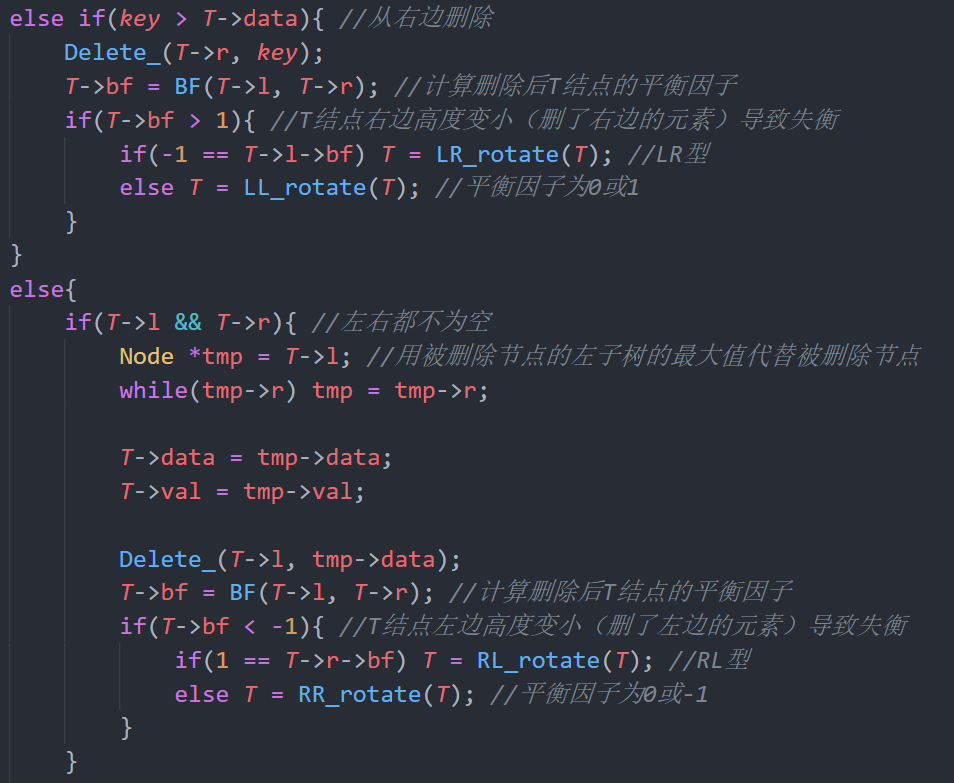 else if(key > T->data){ //从右边删除
    Delete_(T->r, key);
    T->bf = BF(T->l, T->r); //计算删除后T结点的平衡因子
    if(T->bf > 1){ //T结点右边高度变小（删了右边的元素）导致失衡
        if(-1 == T->l->bf) T = LR_rotate(T); //LR型
        else T = LL_rotate(T); //平衡因子为0或1
    }
}
else{
    if(T->l && T->r){ //左右都不为空
        Node *tmp = T->l; //用被删除节点的左子树的最大值代替被删除节点
        while(tmp->r) tmp = tmp->r;

        T->data = tmp->data;
        T->val = tmp->val;

        Delete_(T->l, tmp->data);
        T->bf = BF(T->l, T->r); //计算删除后T结点的平衡因子
        if(T->bf < -1){ //T结点左边高度变小（删了左边的元素）导致失衡
            if(1 == T->r->bf) T = RL_rotate(T); //RL型
            else T = RR_rotate(T); //平衡因子为0或-1
        }
    }